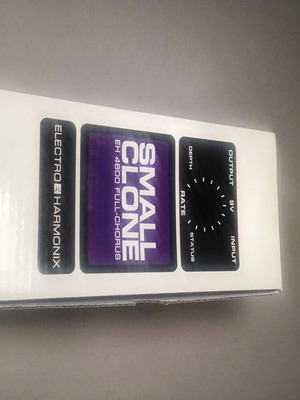 OUTPUT 9V INPUT
DEPTH STATUS
RATE
SMALL
CLONE
EH 4600 FULL-CHORUS
ELECTRO-HARMONIX